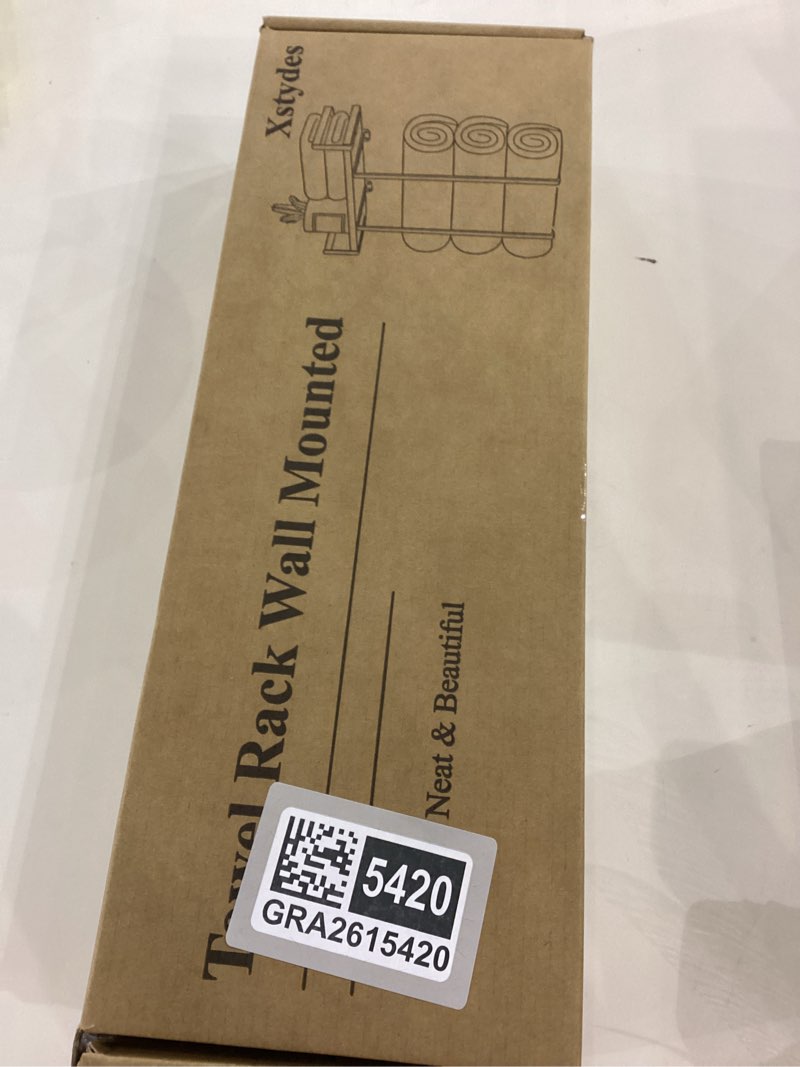 Xstydes
Towel Rack Wall Mounted
Neat & Beautiful
5420
GRA2615420